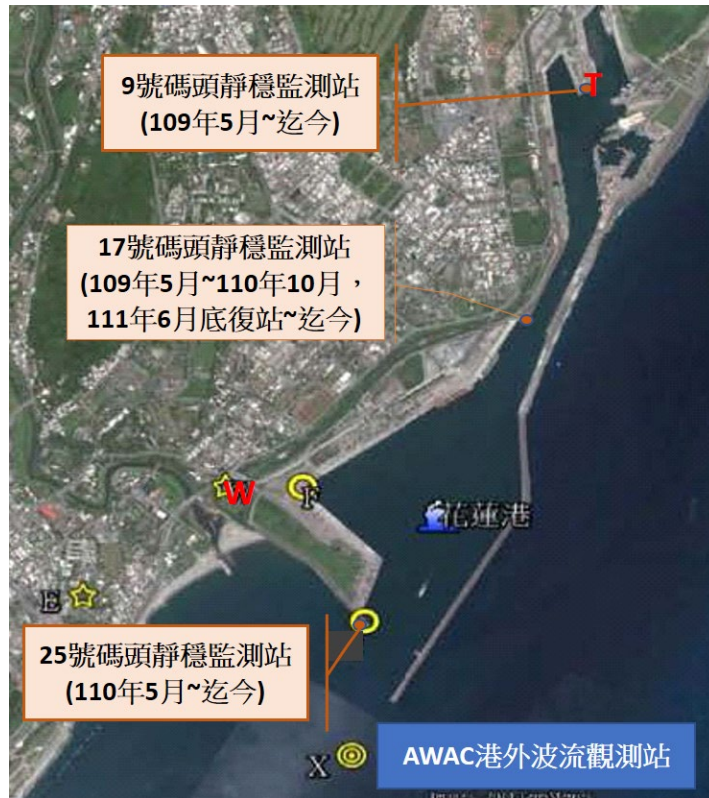 9號碼頭靜穩監測站
(109年5月~迄今)
T
17號碼頭靜穩監測站
(109年5月~110年10月，
111年6月底復站~迄今)
W
F
花蓮港
E
25號碼頭靜穩監測站
(110年5月~迄今)
X
AWAC港外波流觀測站